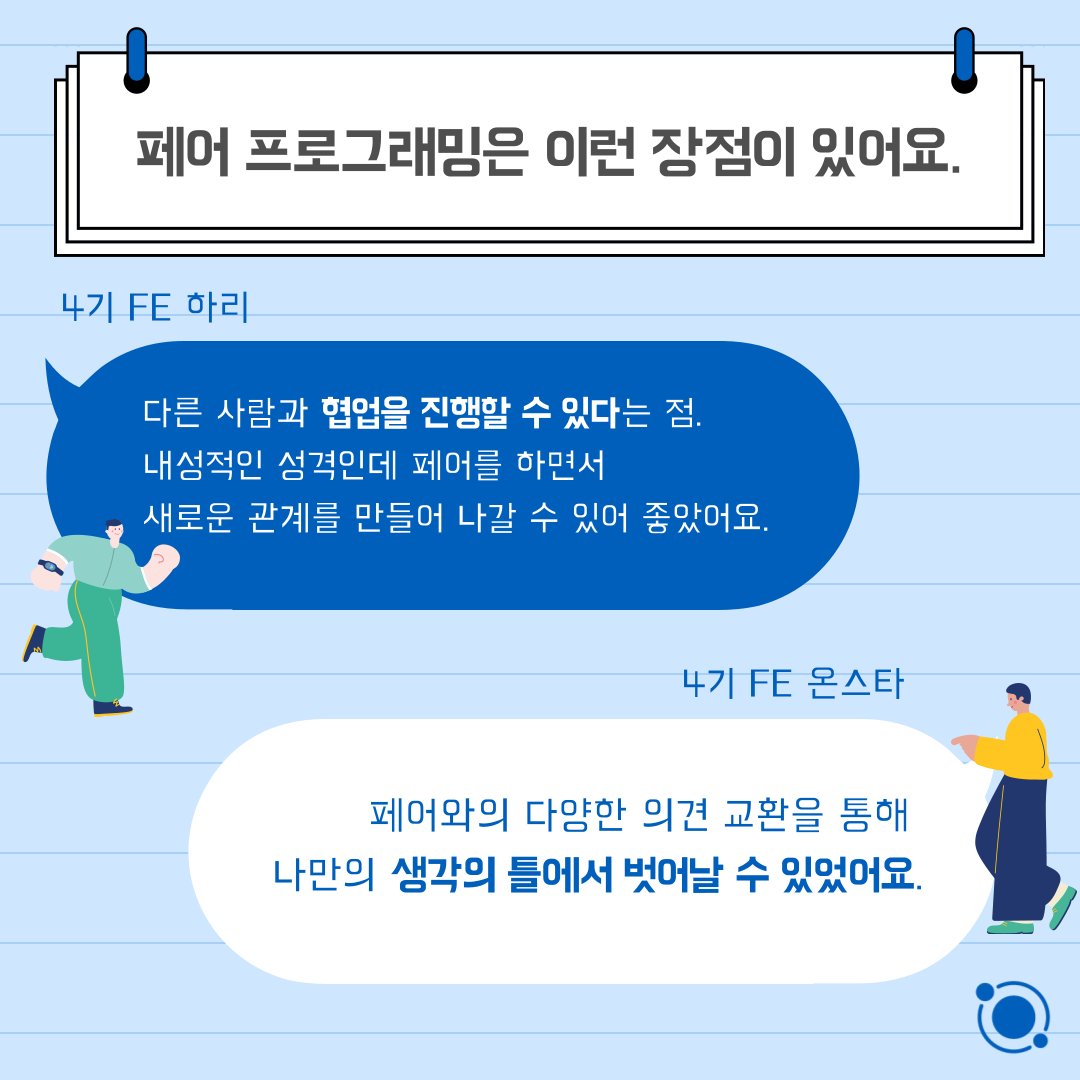 페어 프로그래밍은 이런 장점이 있어요.
4기 FE 하리
다른 사람과 협업을 진행할 수 있다는 점.
내성적인 성격인데 페어를 하면서
새로운 관계를 만들어 나갈 수 있어 좋았어요.
4기 FE 온스타
페어와의 다양한 의견 교환을 통해
나만의 생각의 틀에서 벗어날 수 있었어요.